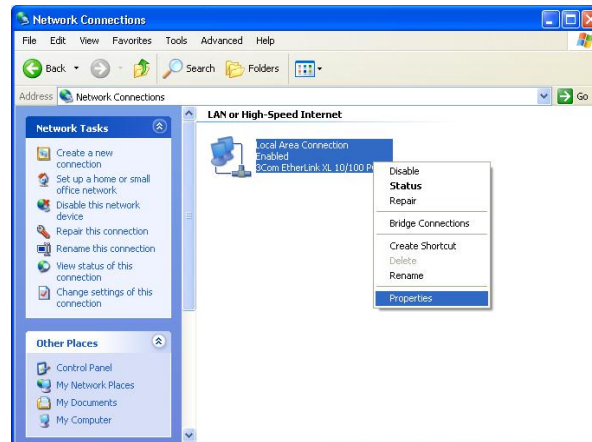 Network Connections
File Edit View Favorites Tools Advanced Help
Back Search Folders
Address Network Connections Go
Network Tasks
Create a new
connection
Set up a home or small
office network
Disable this network
device
Repair this connection
Rename this connection
View status of this
connection
Change settings of this
connection
Other Places
Control Panel
My Network Places
My Documents
My Computer
LAN or High-Speed Internet
Local Area Connection
Enabled
3Com EtherLink XL 10/100
Disable
Status
Repair
Bridge Connections
Create Shortcut
Delete
Rename
Properties